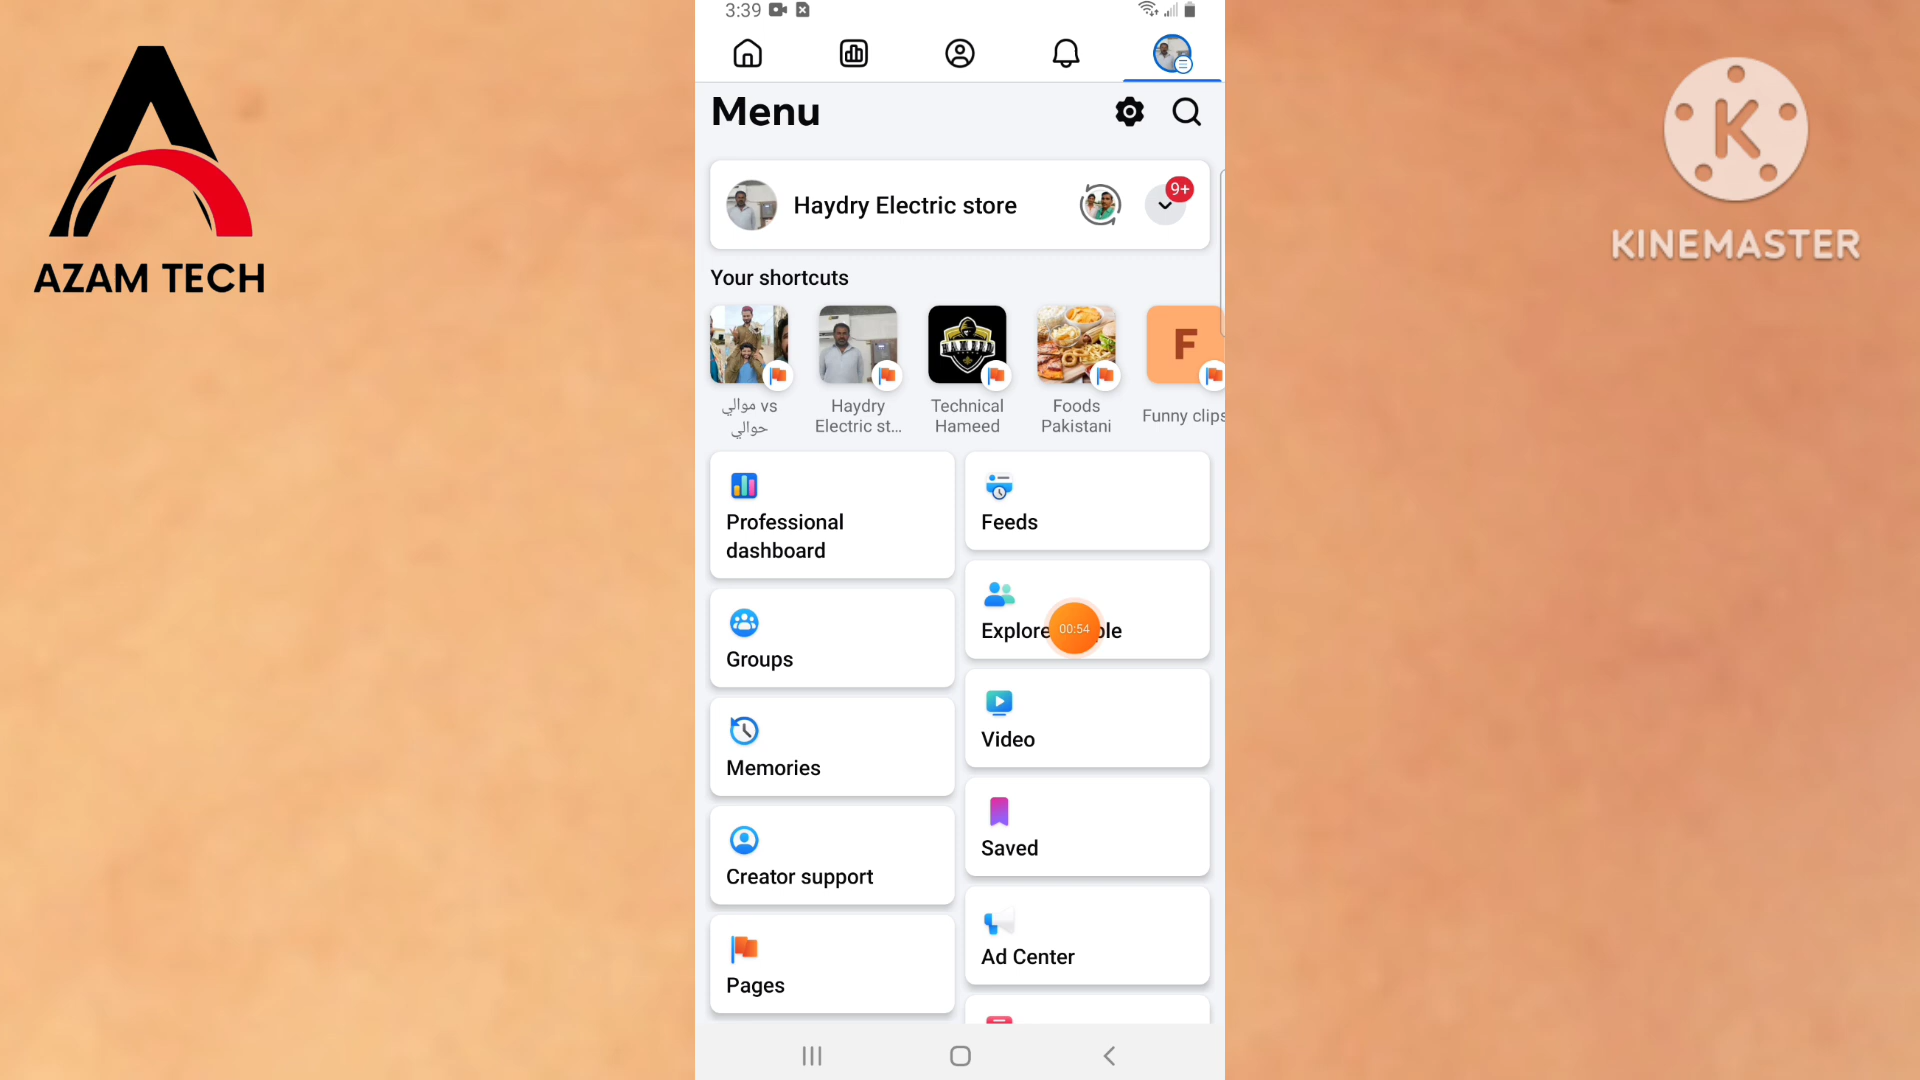 3:39
AZAM TECH
KINEMASTER
Menu
Haydry Electric store
9+
Your shortcuts
موالي vs
حوالي
Haydry
Electric st...
Technical
Hameed
Foods
Pakistani
F
Funny clips
Professional
dashboard
Feeds
Groups
Explore
00:54
Memories
Video
Creator support
Saved
Pages
Ad Center